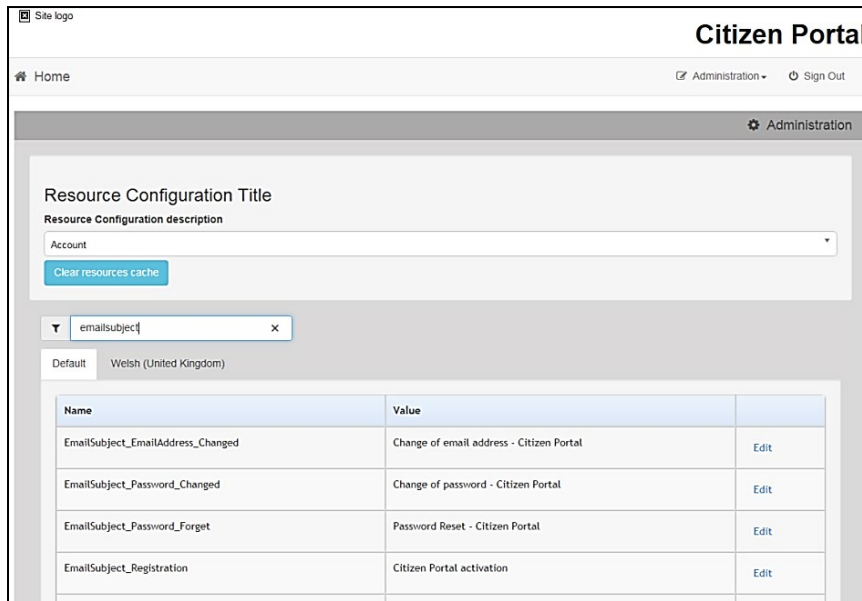 Site logo
Citizen Portal
Home
Administration
Sign Out
Administration
Resource Configuration Title
Resource Configuration description
Account
Clear resources cache
emailsubject
Default
Welsh (United Kingdom)
Name Value
EmailSubject_EmailAddress_Changed Change of email address - Citizen Portal Edit
EmailSubject_Password_Changed Change of password - Citizen Portal Edit
EmailSubject_Password_Forget Password Reset - Citizen Portal Edit
EmailSubject_Registration Citizen Portal activation Edit